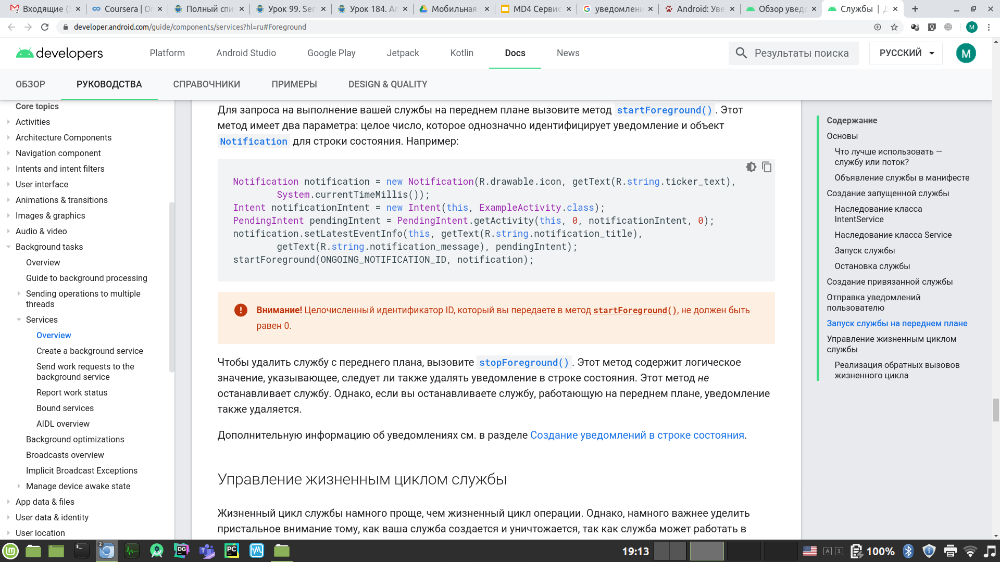 Входящие (3
Coursera | Or
Полный спи
Урок 99. Ser
Урок 184. Ar
Мобильная
MD4 Сервис
уведомлени
Android: Уве
Обзор уведо
Службы | Д
developer.android.com/guide/components/services?hl=ru#Foreground
M
developers
Platform
Android Studio
Google Play
Jetpack
Kotlin
Docs
News
Результаты поиска
РУССКИЙ
M
ОБЗОР
РУКОВОДСТВА
СПРАВОЧНИКИ
ПРИМЕРЫ
DESIGN & QUALITY
Core topics
Activities
Architecture Components
Navigation component
Intents and intent filters
User interface
Animations & transitions
Images & graphics
Audio & video
Background tasks
Overview
Guide to background processing
Sending operations to multiple
threads
Services
Overview
Create a background service
Send work requests to the
background service
Report work status
Bound services
AIDL overview
Background optimizations
Broadcasts overview
Implicit Broadcast Exceptions
Manage device awake state
App data & files
User data & identity
User location
Для запроса на выполнение вашей службы на переднем плане вызовите метод startForeground(). Этот
метод имеет два параметра: целое число, которое однозначно идентифицирует уведомление и объект
Notification для строки состояния. Например:
Notification notification = new Notification(R.drawable.icon, getText(R.string.ticker_text),
        System.currentTimeMillis());
Intent notificationIntent = new Intent(this, ExampleActivity.class);
PendingIntent pendingIntent = PendingIntent.getActivity(this, 0, notificationIntent, 0);
notification.setLatestEventInfo(this, getText(R.string.notification_title),
        getText(R.string.notification_message), pendingIntent);
startForeground(ONGOING_NOTIFICATION_ID, notification);
Внимание! Целочисленный идентификатор ID, который вы передаете в метод startForeground(), не должен быть
равен 0.
Чтобы удалить службу с переднего плана, вызовите stopForeground(). Этот метод содержит логическое
значение, указывающее, следует ли также удалять уведомление в строке состояния. Этот метод не
останавливает службу. Однако, если вы останавливаете службу, работающую на переднем плане, уведомление
также удаляется.
Дополнительную информацию об уведомлениях см. в разделе Создание уведомлений в строке состояния.
Управление жизненным циклом службы
Жизненный цикл службы намного проще, чем жизненный цикл операции. Однако, намного важнее уделить
пристальное внимание тому, как ваша служба создается и уничтожается, так как служба может работать в
Содержание
Основы
Что лучше использовать —
службу или поток?
Объявление службы в манифесте
Создание запущенной службы
Наследование класса
IntentService
Наследование класса Service
Запуск службы
Остановка службы
Создание привязанной службы
Отправка уведомлений
пользователю
Запуск службы на переднем плане
Управление жизненным циклом
службы
Реализация обратных вызовов
жизненного цикла
2
DG
T
PC
19:13
A 1
100%